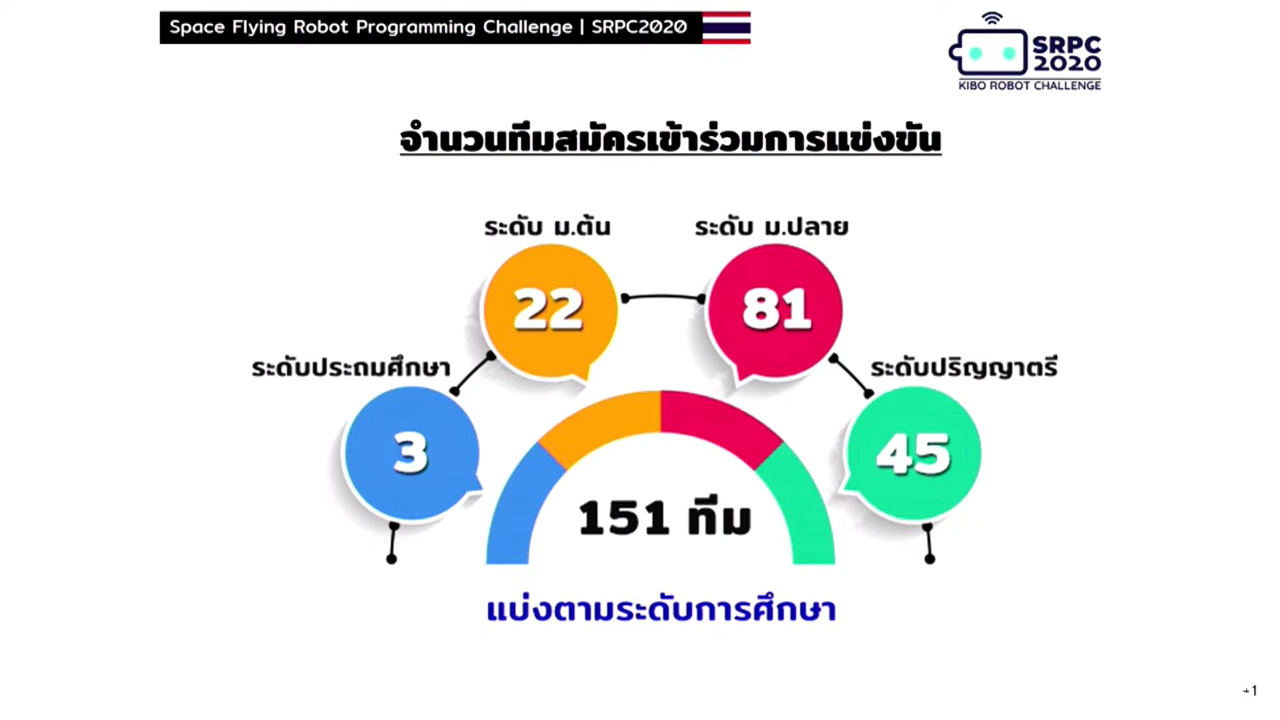 Space Flying Robot Programming Challenge | SRPC2020
SRPC
2020
KIBO ROBOT CHALLENGE
จำนวนทีมสมัครเข้าร่วมการแข่งขัน
ระดับ ม.ต้น
ระดับ ม.ปลาย
22
81
ระดับประถมศึกษา
ระดับปริญญาตรี
3
45
151 ทีม
แบ่งตามระดับการศึกษา
+1